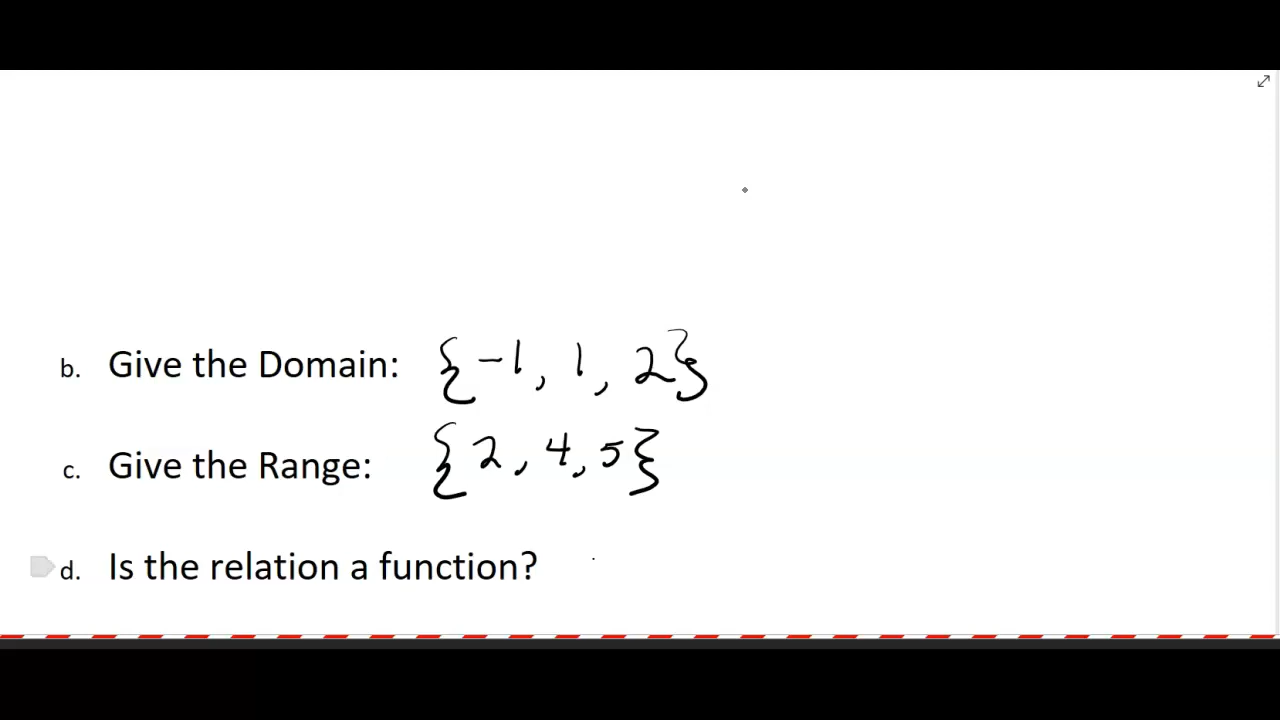 b. Give the Domain: {-1, 1, 2}
c. Give the Range: {2, 4, 5}
d. Is the relation a function?